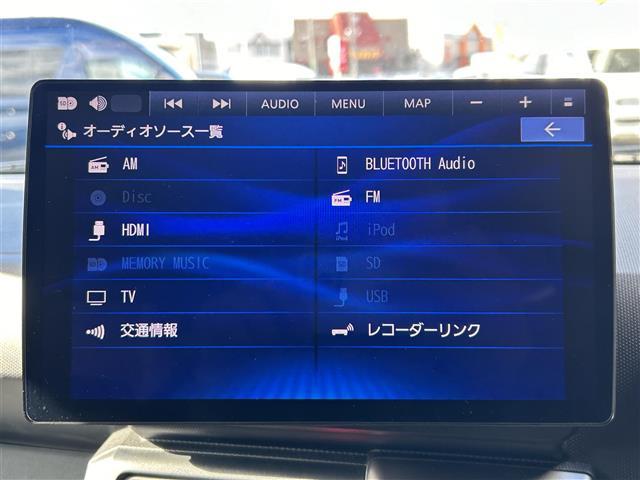 AUDIO MENU MAP − +
オーディオソース一覧
AM
BLUETOOTH Audio
Disc
FM
HDMI
iPod
MEMORY MUSIC
SD
TV
USB
交通情報
レコーダーリンク